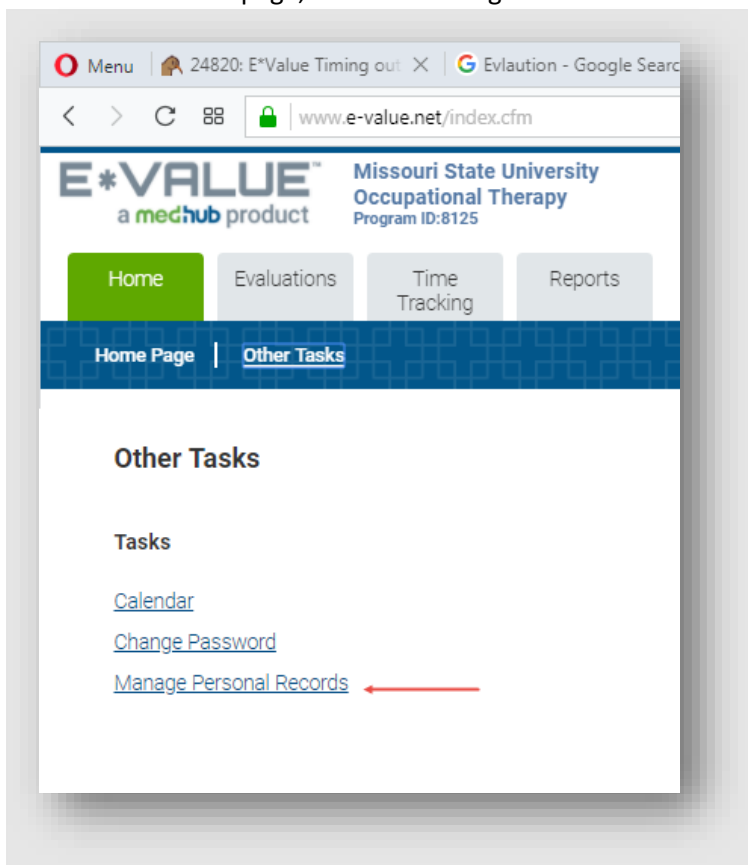 Menu 24820: E*Value Timing out G Evlaution - Google Searc
www.e-value.net/index.cfm
E*VALUE™ Missouri State University
Occupational Therapy
a medhub product Program ID:8125
Home Evaluations Time Tracking Reports
Home Page Other Tasks
Other Tasks
Tasks
Calendar
Change Password
Manage Personal Records